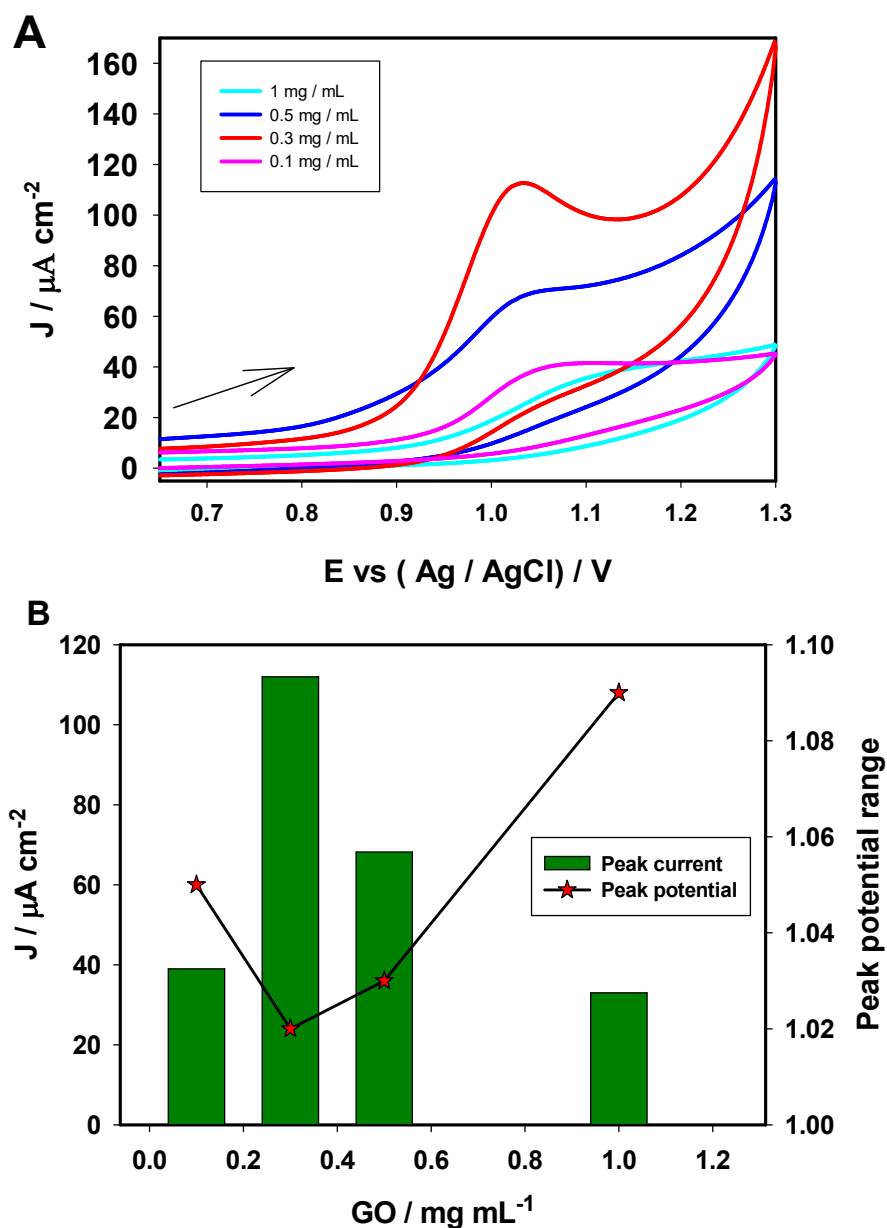 A
160
140
120
100
80
60
40
20
0
J / μA cm-2
1 mg / mL
0.5 mg / mL
0.3 mg / mL
0.1 mg / mL
0.7 0.8 0.9 1.0 1.1 1.2 1.3
E vs ( Ag / AgCl) / V
B
120
100
80
60
40
20
0
J / μA cm-2
Peak current
Peak potential
1.10
1.08
1.06
1.04
1.02
1.00
Peak potential range
0.0 0.2 0.4 0.6 0.8 1.0 1.2
GO / mg mL-1